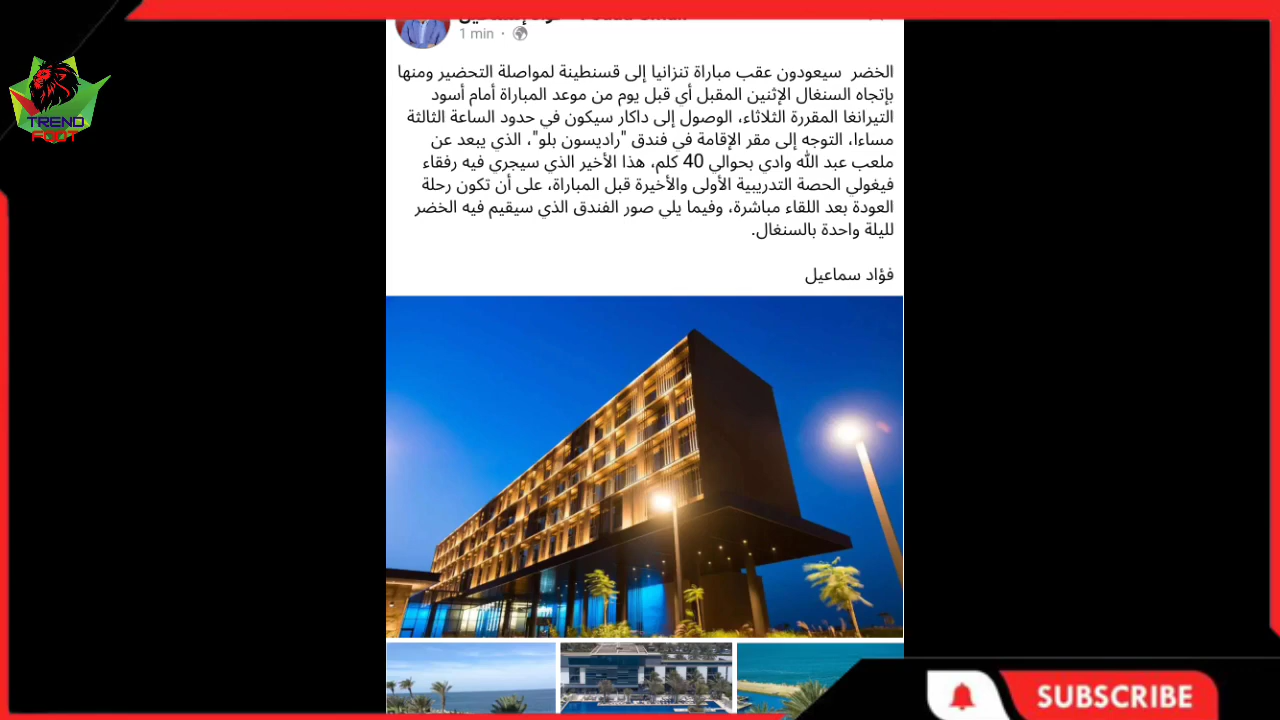 1 min ·
TREND
FOOT
الخضر سيعودون عقب مباراة تنزانيا إلى قسنطينة لمواصلة التحضير ومنها
بإتجاه السنغال الإثنين المقبل أي قبل يوم من موعد المباراة أمام أسود
التيرانغا المقررة الثلاثاء، الوصول إلى داكار سيكون في حدود الساعة الثالثة
مساءا، التوجه إلى مقر الإقامة في فندق "راديسون بلو"، الذي يبعد عن
ملعب عبد الله وادي بحوالي 40 كلم، هذا الأخير الذي سيجري فيه رفقاء
فيغولي الحصة التدريبية الأولى والأخيرة قبل المباراة، على أن تكون رحلة
العودة بعد اللقاء مباشرة، وفيما يلي صور الفندق الذي سيقيم فيه الخضر
لليلة واحدة بالسنغال.
فؤاد سماعيل
SUBSCRIBE